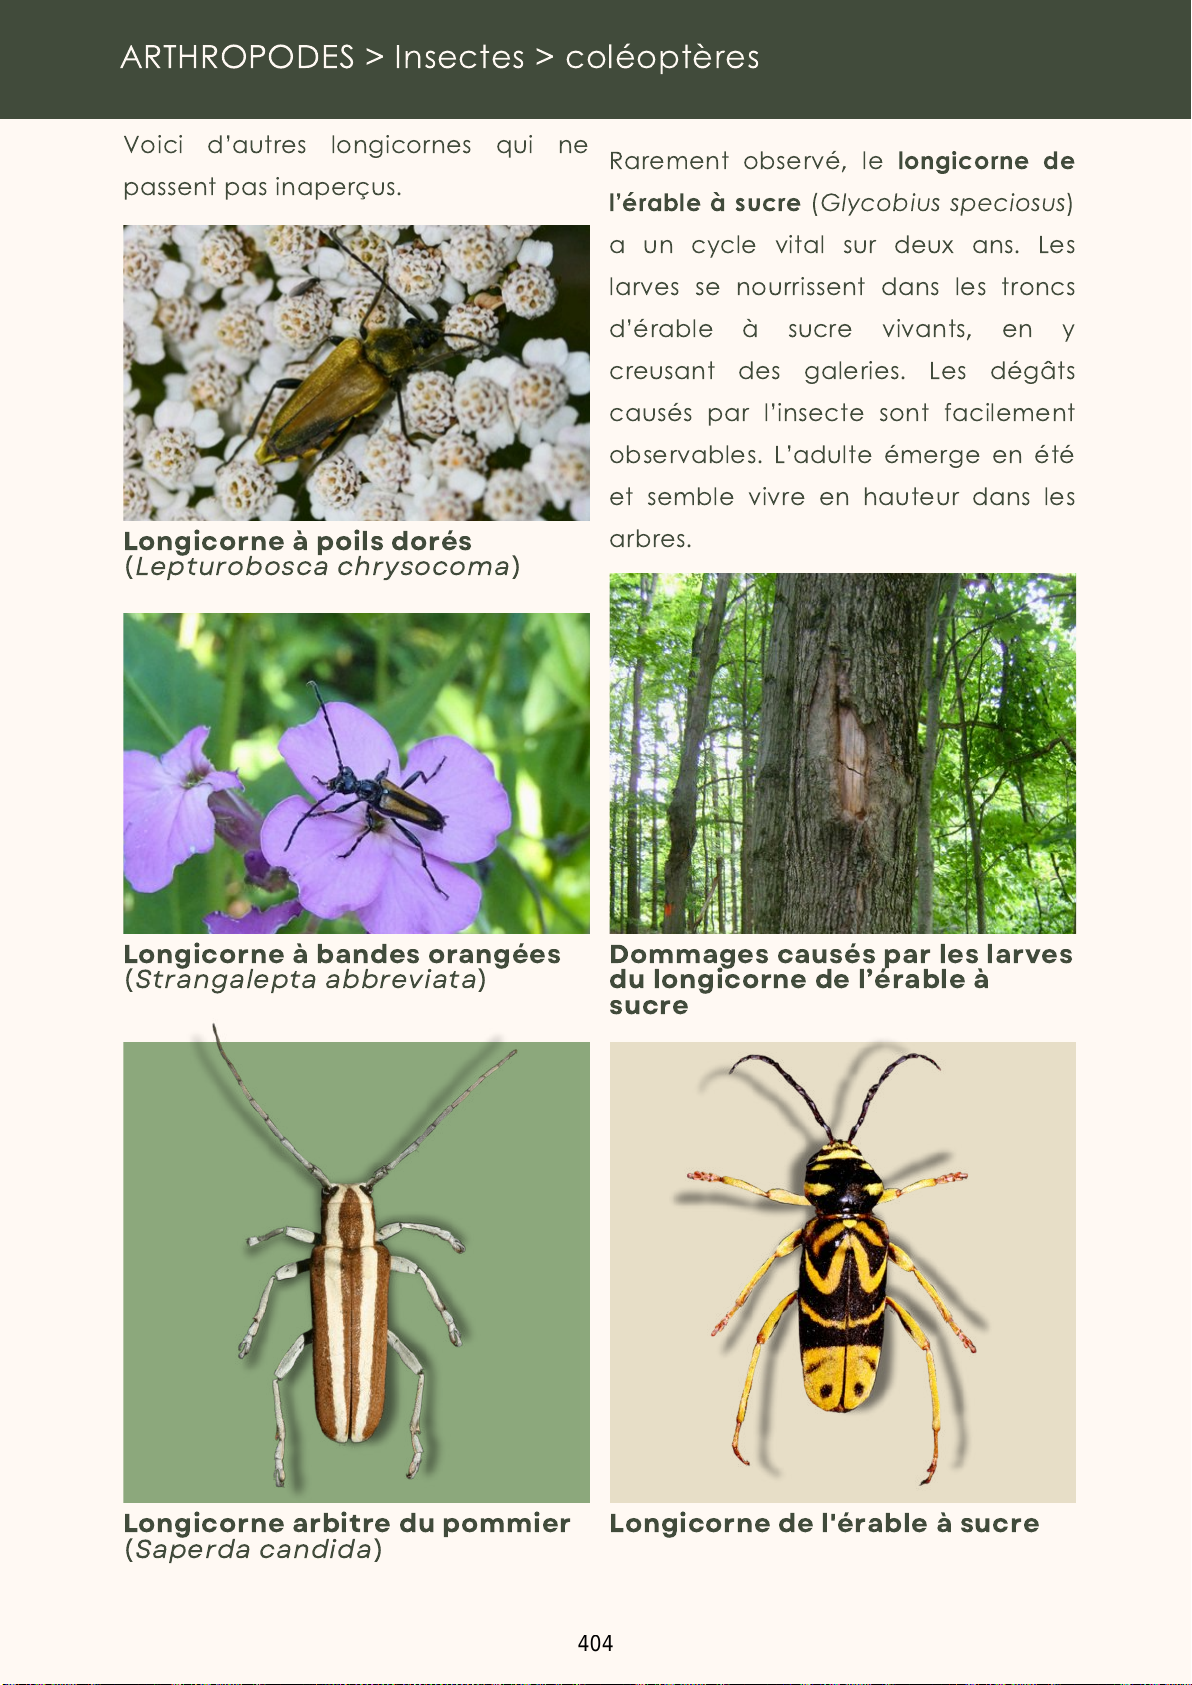 ARTHROPODES > Insectes > coléoptères
Voici d’autres longicornes qui ne
passent pas inaperçus.
Longicorne à poils dorés
(Lepturobosca chrysocoma)
Longicorne à bandes orangées
(Strangalepta abbreviata)
Longicorne arbitre du pommier
(Saperda candida)
Rarement observé, le longicorne de
l’érable à sucre (Glycobius speciosus)
a un cycle vital sur deux ans. Les
larves se nourrissent dans les troncs
d’érable à sucre vivants, en y
creusant des galeries. Les dégâts
causés par l’insecte sont facilement
observables. L’adulte émerge en été
et semble vivre en hauteur dans les
arbres.
Dommages causés par les larves
du longicorne de l’érable à
sucre
Longicorne de l'érable à sucre
404